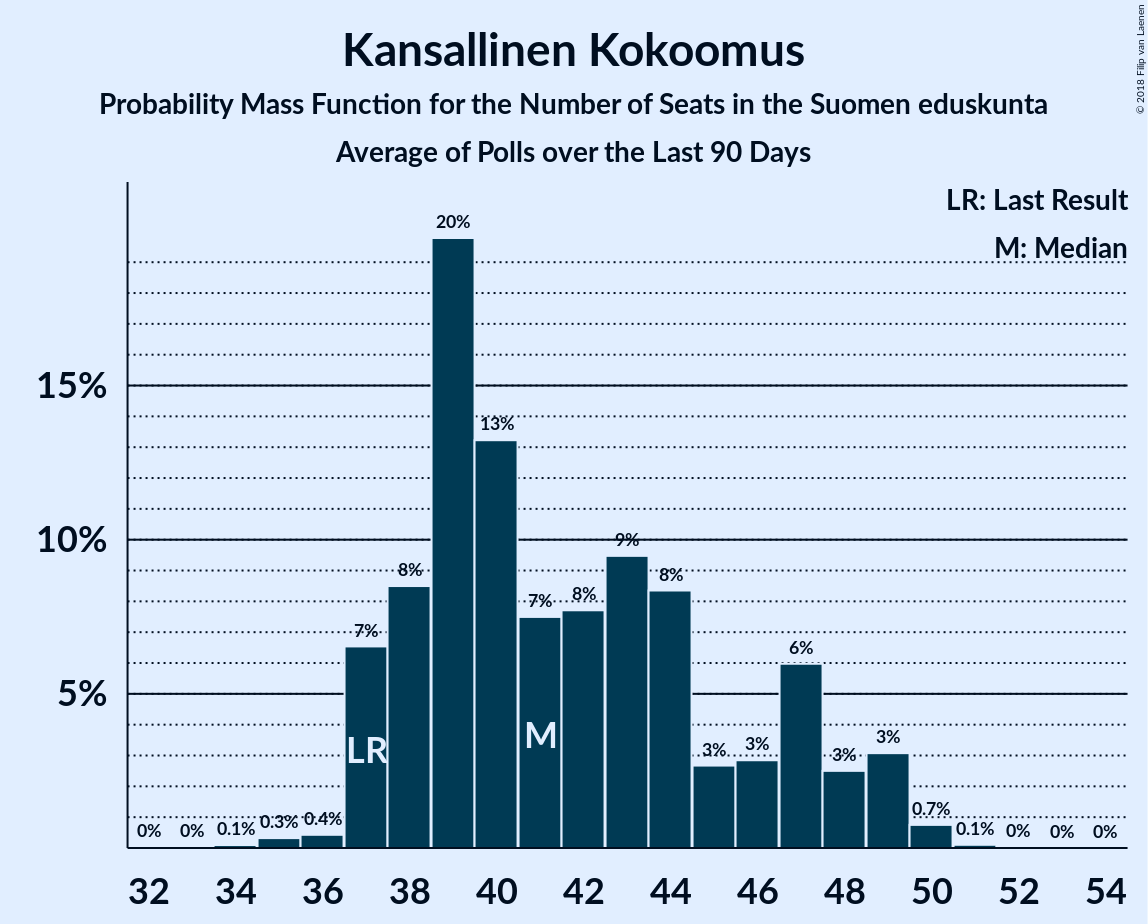 Kansallinen Kokoomus
Probability Mass Function for the Number of Seats in the Suomen eduskunta
Average of Polls over the Last 90 Days
© 2018 Filip van Laenen
LR: Last Result
M: Median
15%
10%
5%
0%
0%
0.1%
0.3%
0.4%
7%
8%
20%
13%
7%
8%
9%
8%
3%
3%
6%
3%
3%
0.7%
0.1%
0%
0%
0%
LR
M
32 34 36 38 40 42 44 46 48 50 52 54